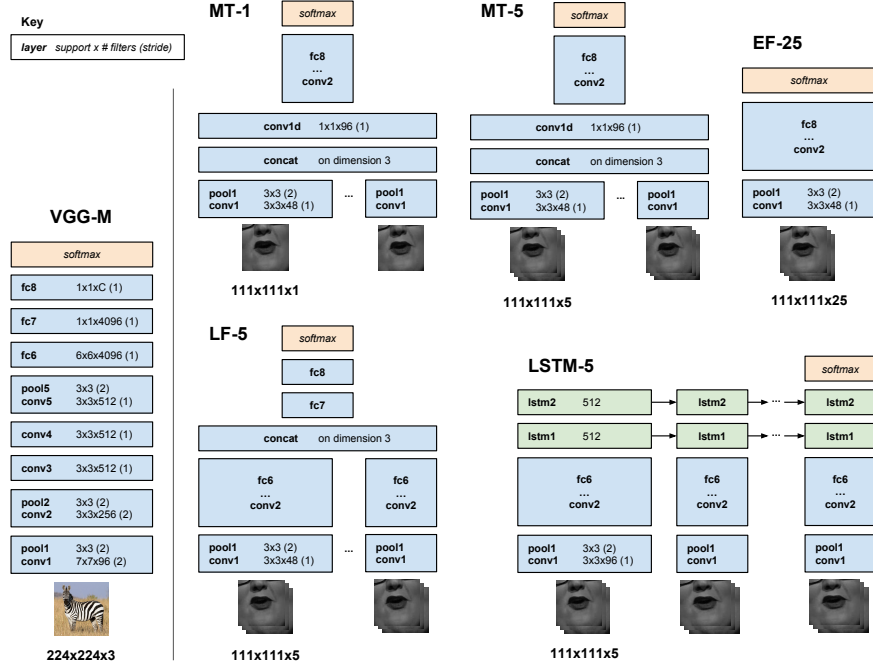 Key
layer support x # filters (stride)
VGG-M
softmax
fc8 1x1xC (1)
fc7 1x1x4096 (1)
fc6 6x6x4096 (1)
pool5 3x3 (2)
conv5 3x3x512 (1)
conv4 3x3x512 (1)
conv3 3x3x512 (1)
pool2 3x3 (2)
conv2 3x3x256 (2)
pool1 3x3 (2)
conv1 7x7x96 (2)
224x224x3
MT-1
softmax
fc8
...
conv2
conv1d 1x1x96 (1)
concat on dimension 3
pool1 3x3 (2)
conv1 3x3x48 (1)
...
pool1
conv1
111x111x1
MT-5
softmax
fc8
...
conv2
conv1d 1x1x96 (1)
concat on dimension 3
pool1 3x3 (2)
conv1 3x3x48 (1)
...
pool1
conv1
111x111x5
EF-25
softmax
fc8
...
conv2
pool1 3x3 (2)
conv1 3x3x48 (1)
111x111x25
LF-5
softmax
fc8
fc7
concat on dimension 3
fc6
...
conv2
fc6
...
conv2
pool1 3x3 (2)
conv1 3x3x48 (1)
...
pool1
conv1
111x111x5
LSTM-5
softmax
lstm2 512 lstm2 ... lstm2
lstm1 512 lstm1 ... lstm1
fc6
...
conv2
fc6
...
conv2
fc6
...
conv2
pool1 3x3 (2)
conv1 3x3x96 (1)
pool1
conv1
pool1
conv1
111x111x5